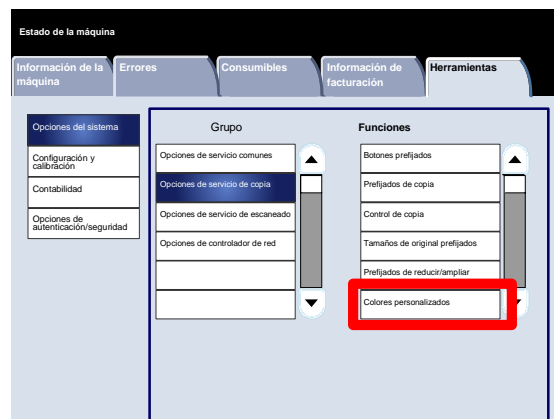 Estado de la máquina
Información de la
máquina
Errores
Consumibles
Información de
facturación
Herramientas
Opciones del sistema
Configuración y
calibración
Contabilidad
Opciones de
autenticación/seguridad
Grupo
Opciones de servicio comunes
Opciones de servicio de copia
Opciones de servicio de escaneado
Opciones de controlador de red
Funciones
Botones prefijados
Prefijados de copia
Control de copia
Tamaños de original prefijados
Prefijados de reducir/ampliar
Colores personalizados